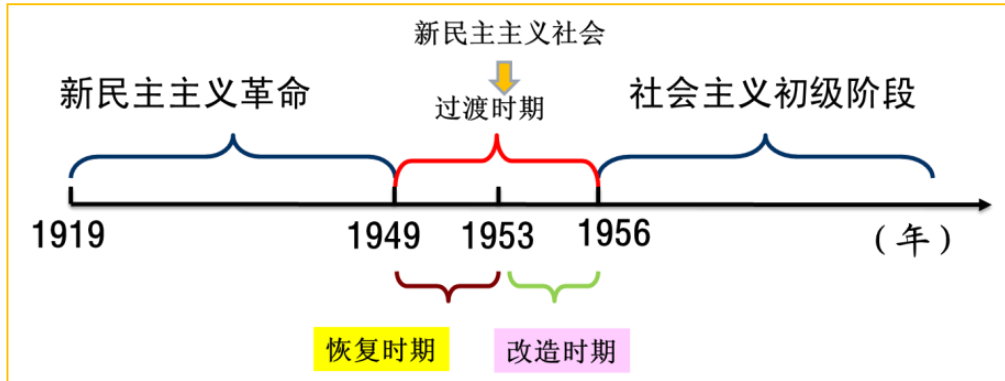 新民主主义社会
新民主主义革命
过渡时期
社会主义初级阶段
1919
1949
1953
1956
(年)
恢复时期
改造时期